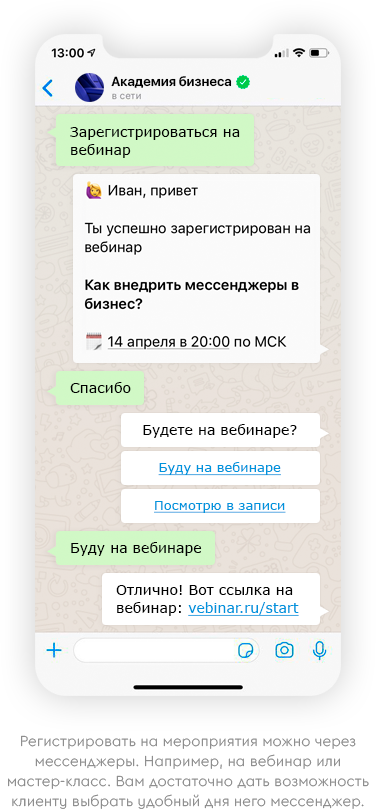 13:00
Академия бизнеса
в сети
Зарегистрироваться на
вебинар
Иван, привет
Ты успешно зарегистрирован на
вебинар
Как внедрить мессенджеры в
бизнес?
14 апреля в 20:00 по МСК
Спасибо
Будете на вебинаре?
Буду на вебинаре
Посмотрю в записи
Буду на вебинаре
Отлично! Вот ссылка на
вебинар: vebinar.ru/start
Регистрировать на мероприятия можно через
мессенджеры. Например, на вебинар или
мастер-класс. Вам достаточно дать возможность
клиенту выбрать удобный дня него мессенджер.